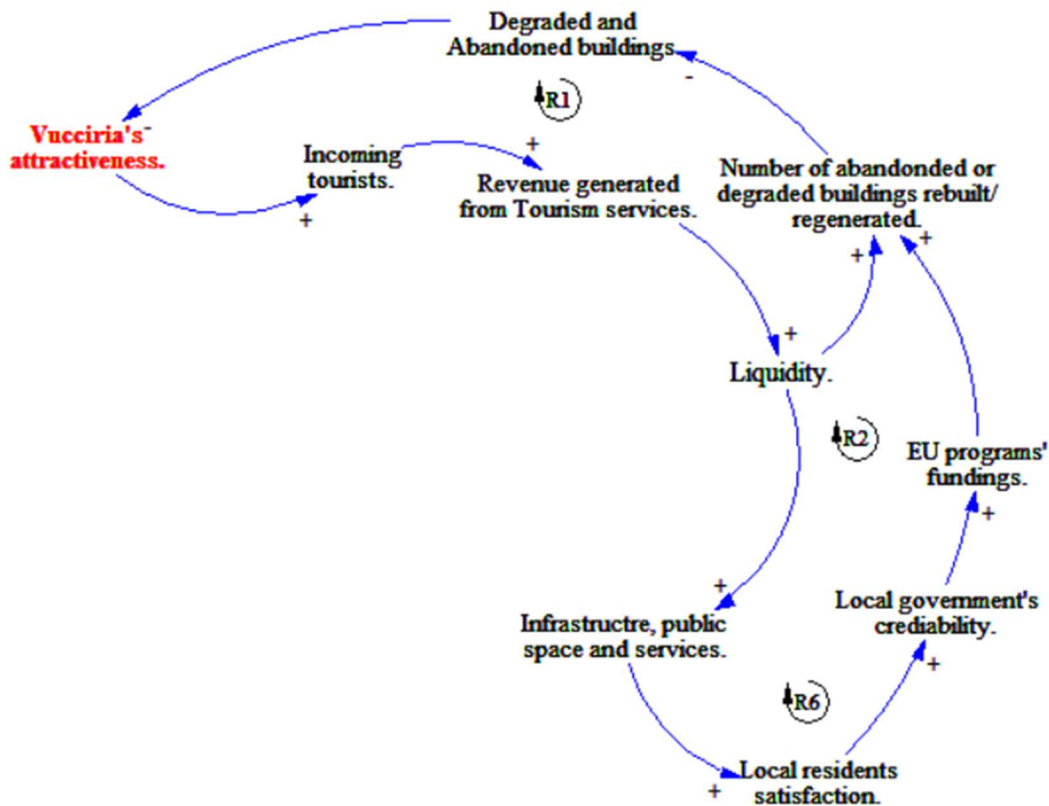 Degraded and
Abandoned buildings
-
R1
Vucciria's-
attractiveness.
+
Incoming
tourists.
+
Revenue generated
from Tourism services.
Number of abandonded or
degraded buildings rebuilt/
regenerated.
+
+
+
Liquidity.
R2
EU programs'
fundings.
+
+
Infrastructre, public
space and services.
Local government's
crediability.
+
R6
+
Local residents
satisfaction.